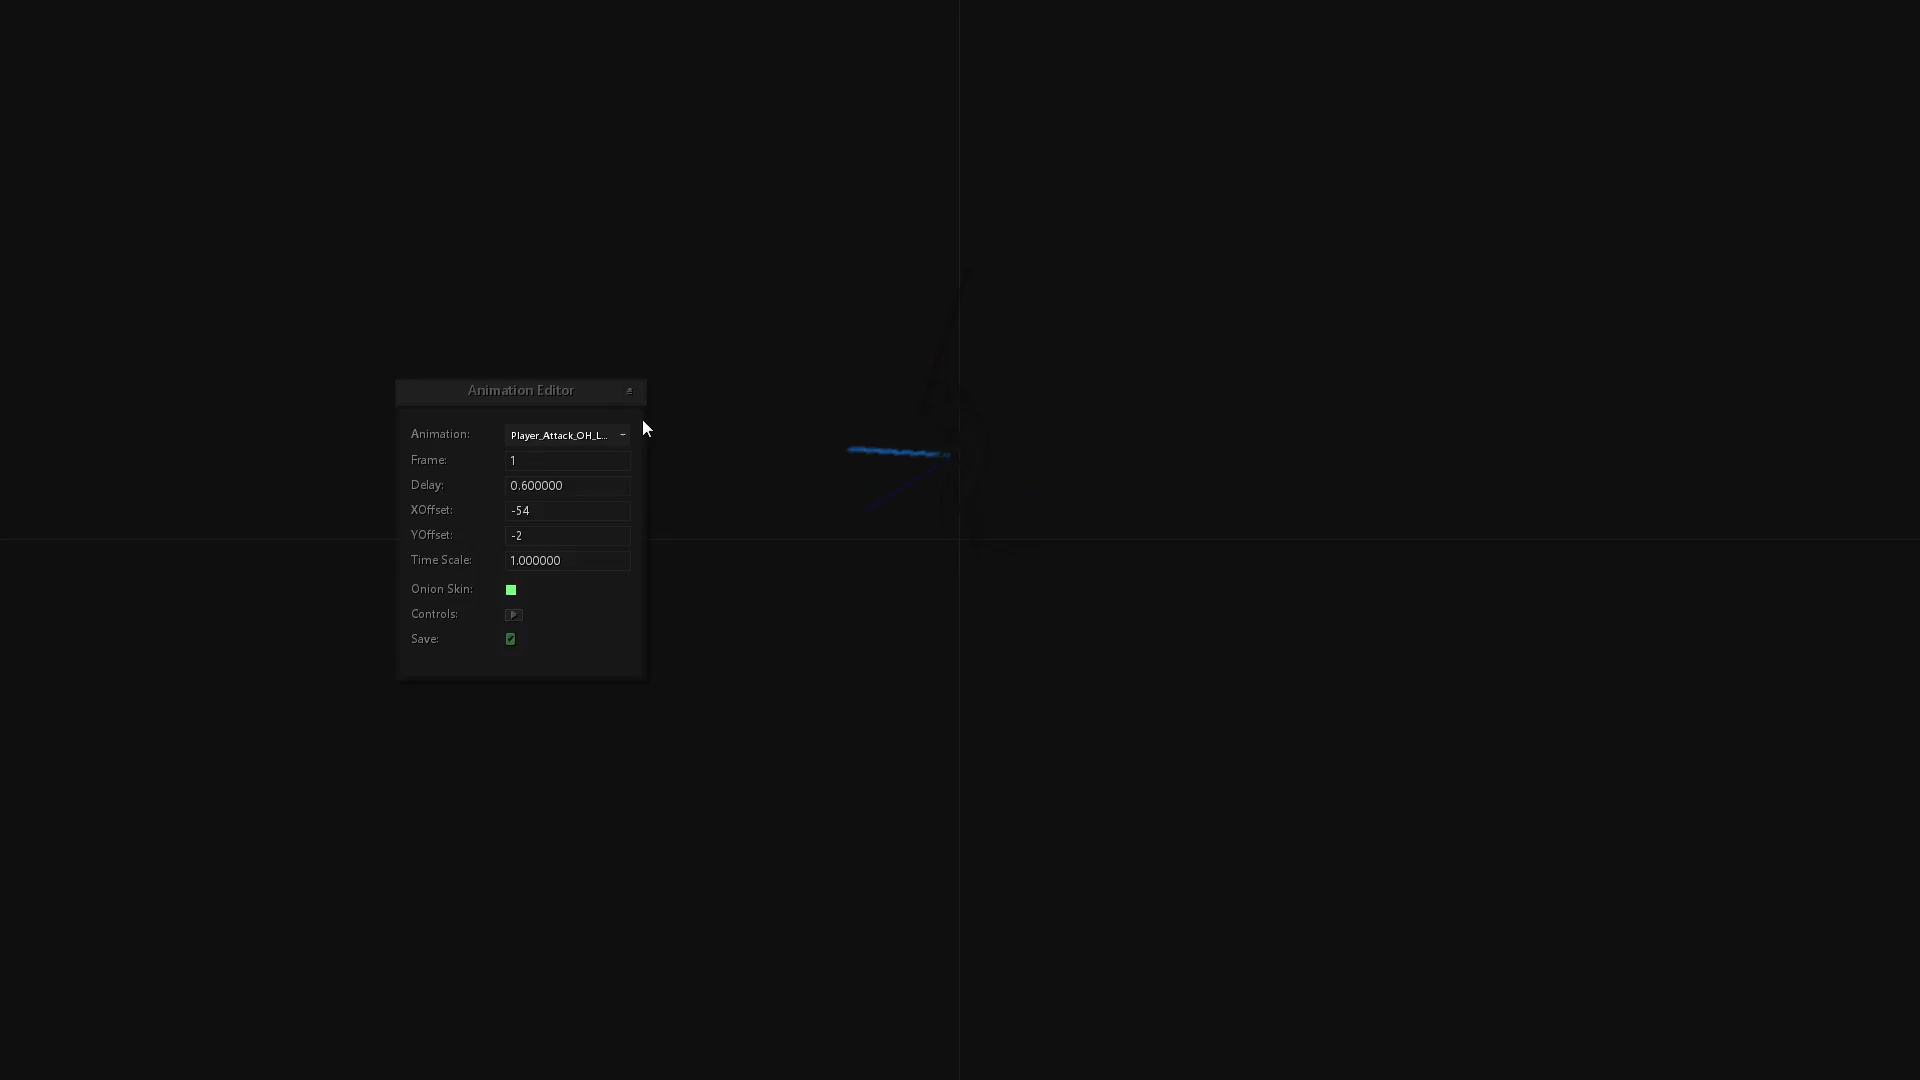 Animation Editor
Animation: Player_Attack_OH_L...
Frame: 1
Delay: 0.600000
XOffset: -54
YOffset: -2
Time Scale: 1.000000
Onion Skin:
Controls:
Save: